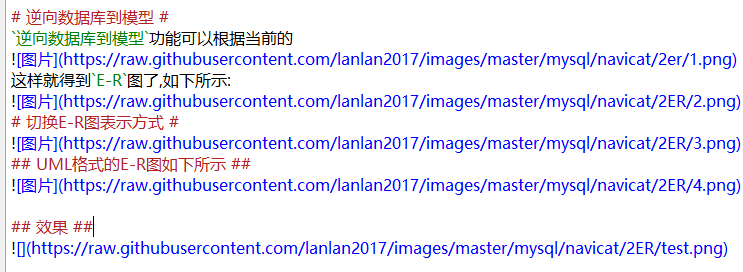 # 逆向数据库到模型 #
`逆向数据库到模型`功能可以根据当前的
![图片](https://raw.githubusercontent.com/lanlan2017/images/master/mysql/navicat/2er/1.png)
这样就得到`E-R`图了,如下所示:
![图片](https://raw.githubusercontent.com/lanlan2017/images/master/mysql/navicat/2ER/2.png)
# 切换E-R图表示方式 #
![图片](https://raw.githubusercontent.com/lanlan2017/images/master/mysql/navicat/2ER/3.png)
## UML格式的E-R图如下所示 ##
![图片](https://raw.githubusercontent.com/lanlan2017/images/master/mysql/navicat/2ER/4.png)
## 效果 ##
![](https://raw.githubusercontent.com/lanlan2017/images/master/mysql/navicat/2ER/test.png)